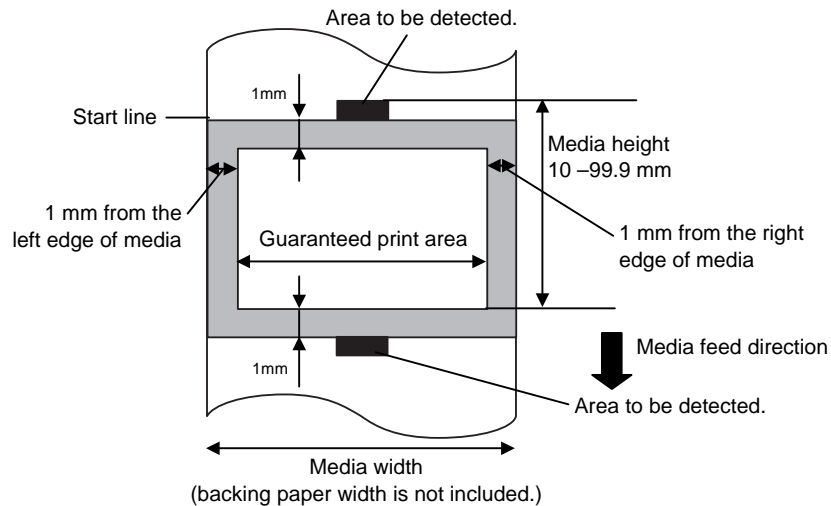 Area to be detected.
1mm
Start line
Media height
10 –99.9 mm
1 mm from the
left edge of media
Guaranteed print area
1 mm from the right
edge of media
Media feed direction
1mm
Area to be detected.
Media width
(backing paper width is not included.)